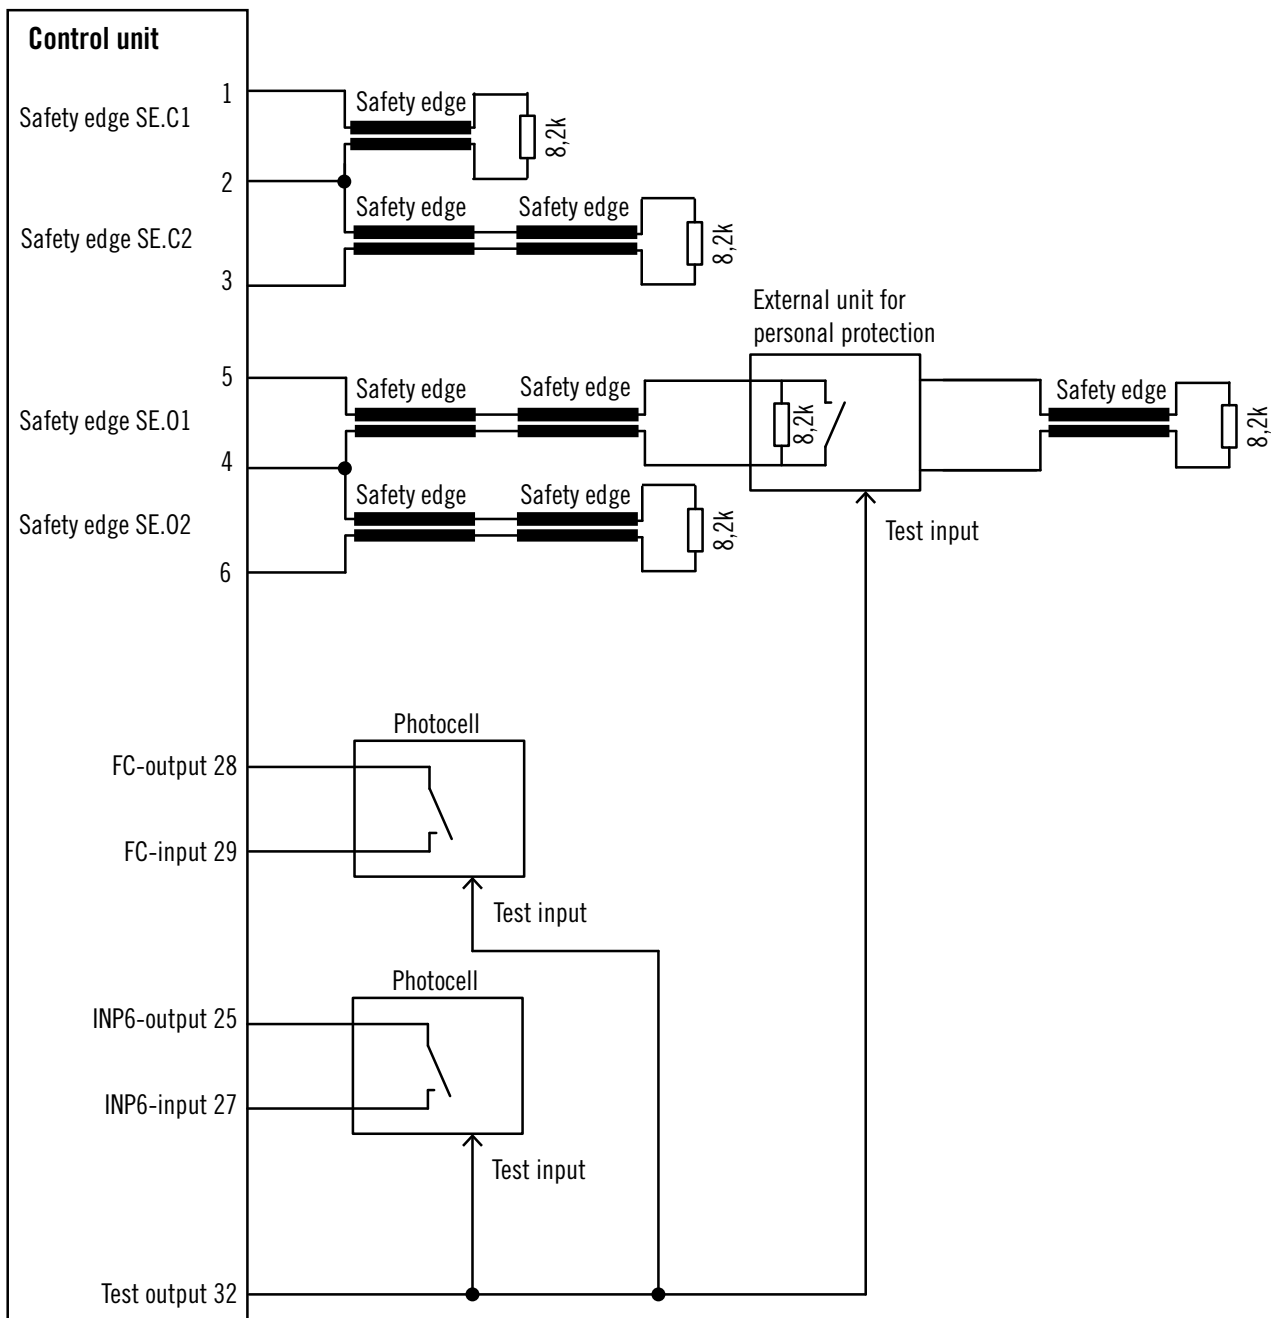 Control unit
1
Safety edge
Safety edge SE.C1
8,2k
2
Safety edge
Safety edge
Safety edge SE.C2
8,2k
3
External unit for
personal protection
5
Safety edge
Safety edge
Safety edge
Safety edge SE.O1
8,2k
8,2k
4
Safety edge
Safety edge
Safety edge SE.O2
8,2k
Test input
6
Photocell
FC-output 28
FC-input 29
Test input
Photocell
INP6-output 25
INP6-input 27
Test input
Test output 32